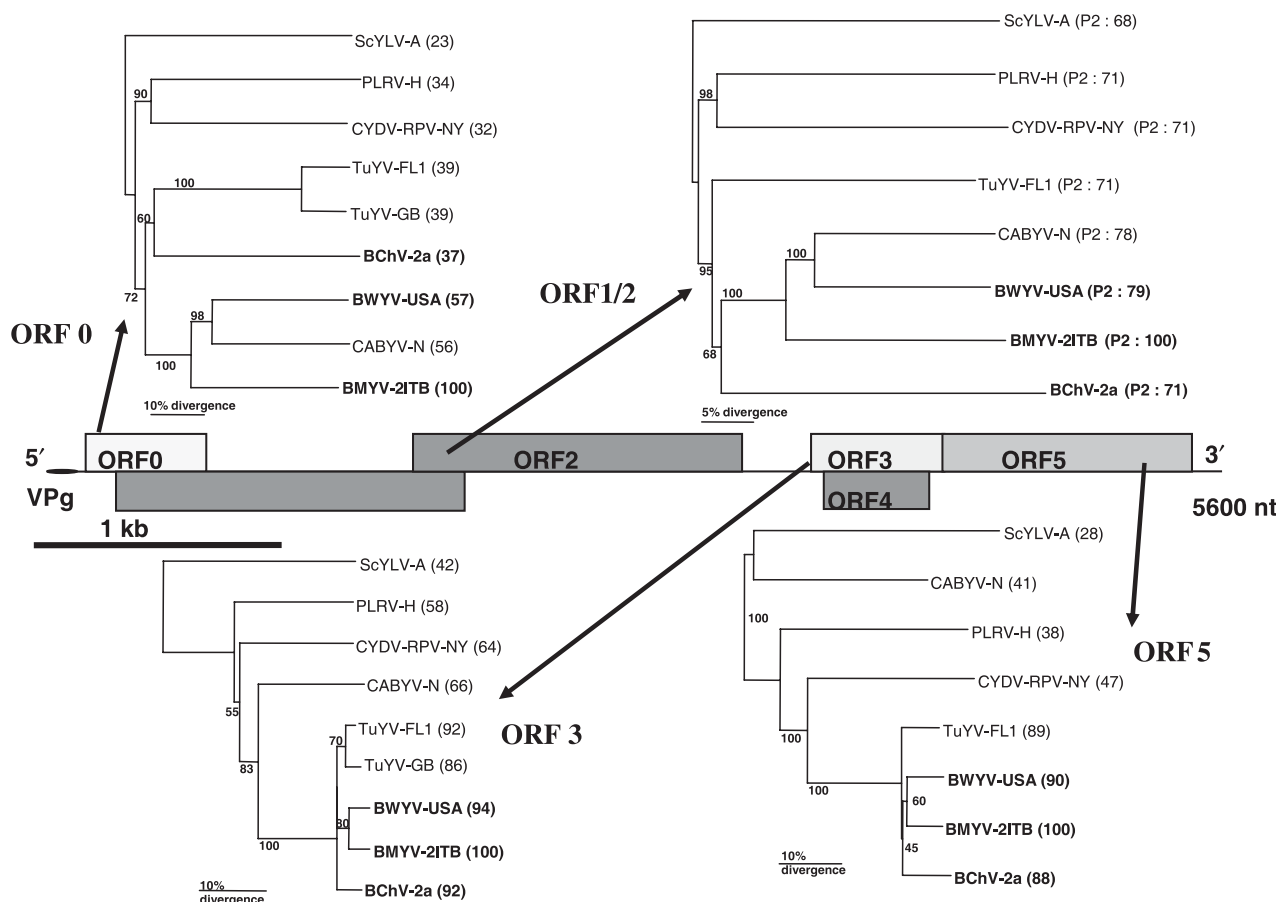 ScYLV-A (23)
90
PLRV-H (34)
CYDV-RPV-NY (32)
TuYV-FL1 (39)
100
TuYV-GB (39)
60
BChV-2a (37)
72
BWYV-USA (57)
98
CABYV-N (56)
100
BMYV-2ITB (100)
10% divergence
ORF 0
ScYLV-A (P2 : 68)
98
PLRV-H (P2 : 71)
CYDV-RPV-NY (P2 : 71)
TuYV-FL1 (P2 : 71)
95
CABYV-N (P2 : 78)
100
BWYV-USA (P2 : 79)
100
BMYV-2ITB (P2 : 100)
68
BChV-2a (P2 : 71)
5% divergence
ORF1/2
5′
ORF0
ORF2
ORF3
ORF5
3′
VPg
ORF4
5600 nt
1 kb
ScYLV-A (42)
PLRV-H (58)
CYDV-RPV-NY (64)
55
CABYV-N (66)
83
TuYV-FL1 (92)
70
TuYV-GB (86)
BWYV-USA (94)
80
BMYV-2ITB (100)
100
BChV-2a (92)
10%
divergence
ORF 3
ScYLV-A (28)
CABYV-N (41)
100
PLRV-H (38)
CYDV-RPV-NY (47)
100
TuYV-FL1 (89)
100
BWYV-USA (90)
60
BMYV-2ITB (100)
45
BChV-2a (88)
10%
divergence
ORF 5